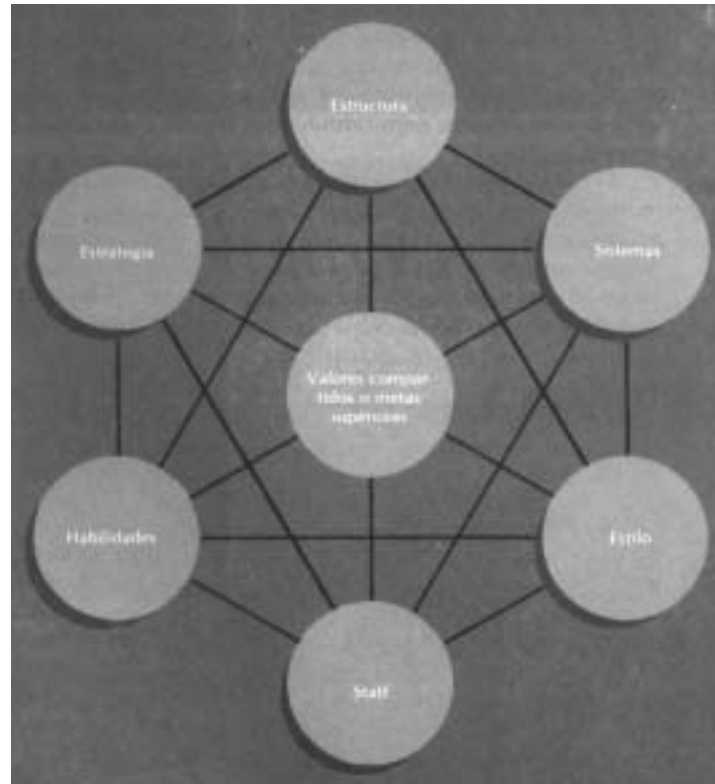 Estructura
Estrategia
Sistemas
Valores compar-
tidos o metas
superiores
Habilidades
Estilo
Staff